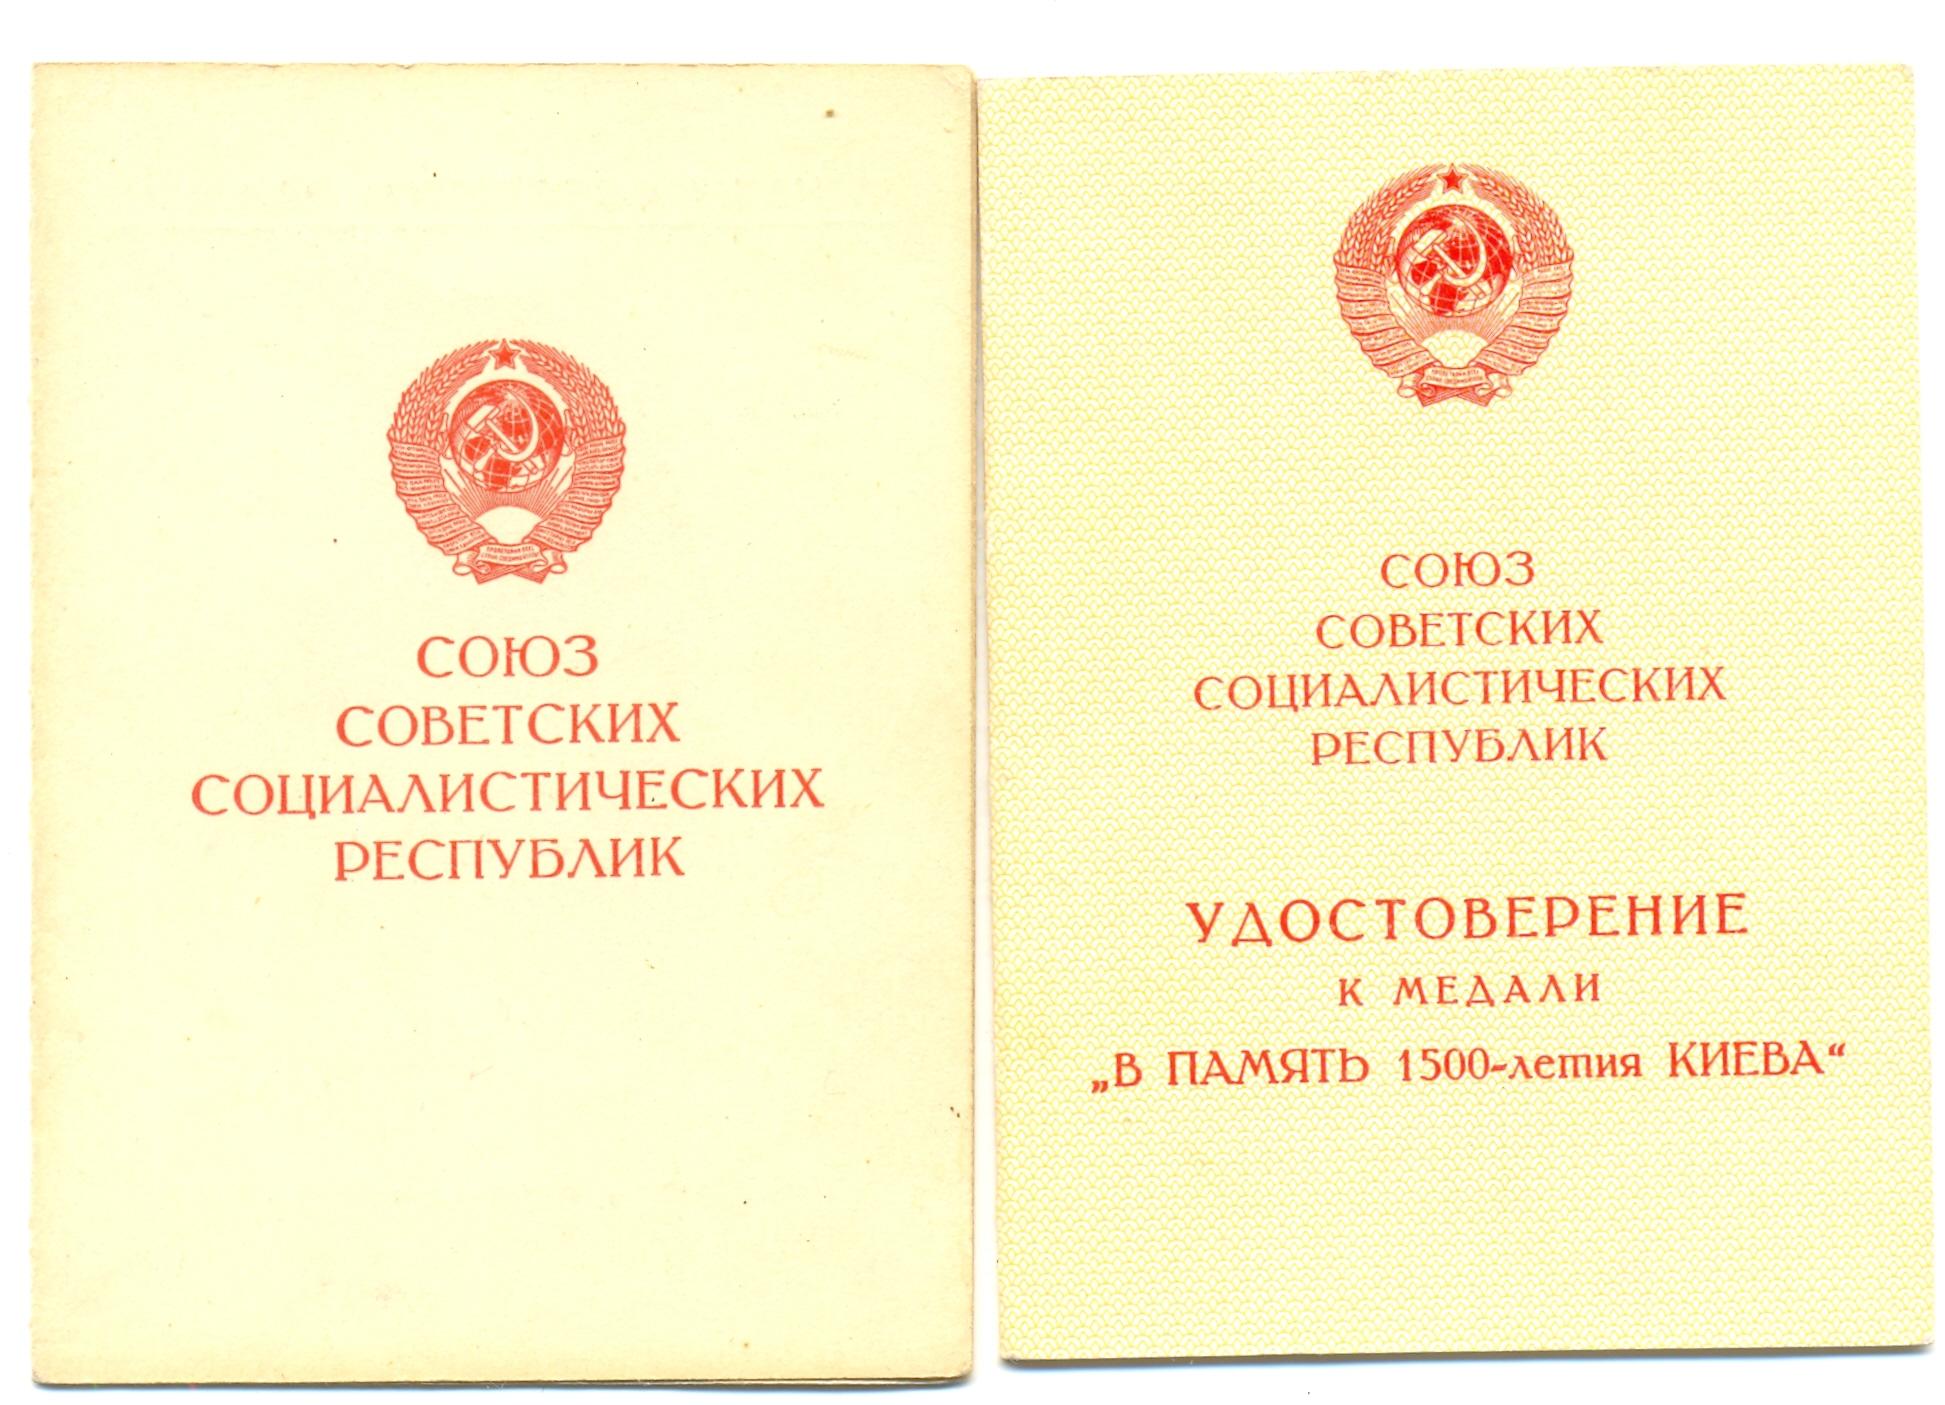 СОЮЗ
СОВЕТСКИХ
СОЦИАЛИСТИЧЕСКИХ
РЕСПУБЛИК
СОЮЗ
СОВЕТСКИХ
СОЦИАЛИСТИЧЕСКИХ
РЕСПУБЛИК
УДОСТОВЕРЕНИЕ
К МЕДАЛИ
„В ПАМЯТЬ 1500-летия КИЕВА“